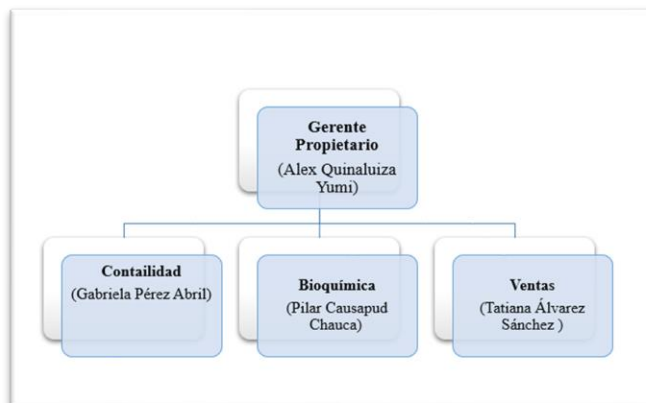 Gerente
Propietario
(Alex Quinaluiza
Yumi)
Contailidad
(Gabriela Pérez Abril)
Bioquímica
(Pilar Causapud
Chauca)
Ventas
(Tatiana Álvarez
Sánchez )